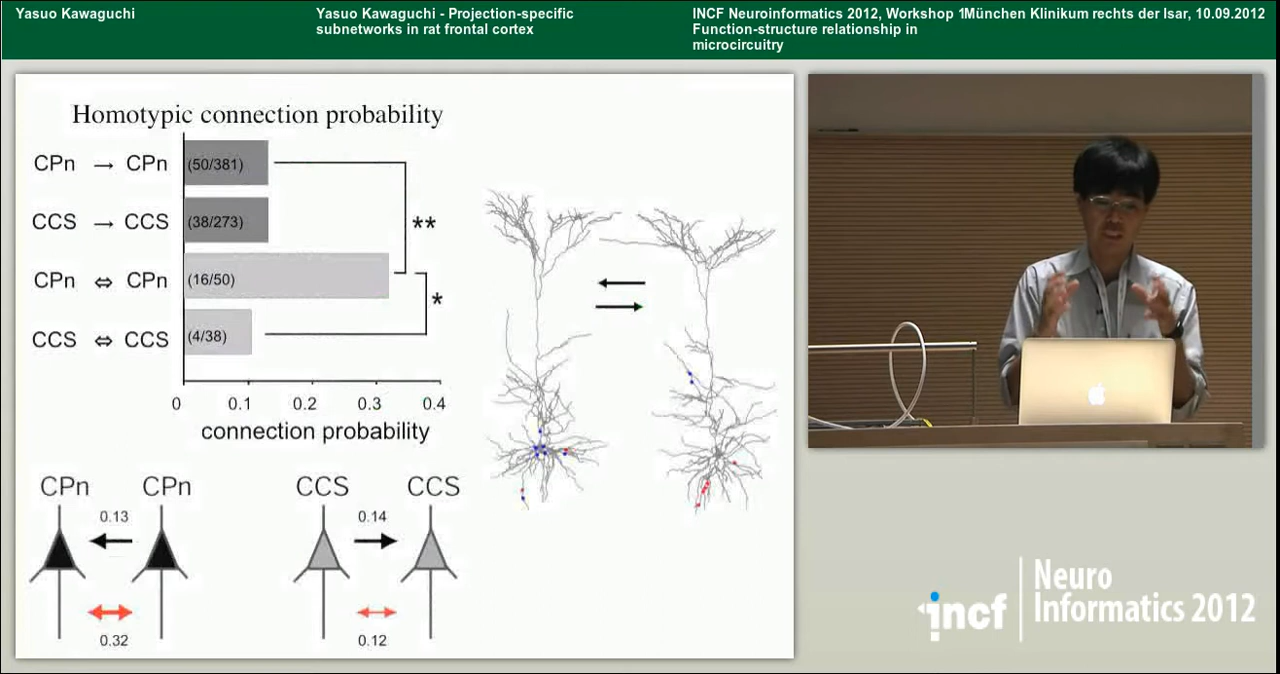 Yasuo Kawaguchi
Yasuo Kawaguchi - Projection-specific
subnetworks in rat frontal cortex
INCF Neuroinformatics 2012, Workshop 1München Klinikum rechts der Isar, 10.09.2012
Function-structure relationship in
microcircuitry
Homotypic connection probability
CPn → CPn (50/381)
CCS → CCS (38/273)
**
CPn ⇔ CPn (16/50)
*
CCS ⇔ CCS (4/38)
0 0.1 0.2 0.3 0.4
connection probability
CPn CPn CCS CCS
0.13 0.14
0.32 0.12
incf
Neuro
Informatics 2012